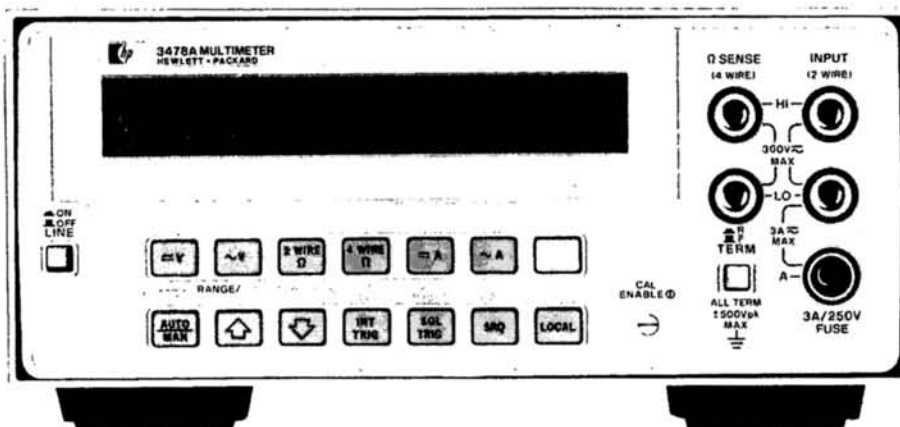 hp
3478A MULTIMETER
HEWLETT • PACKARD
Ω SENSE
(4 WIRE)
INPUT
(2 WIRE)
HI
300V⎓
MAX
LO
ON
OFF
LINE
R
F
TERM
3A⎓
MAX
A
⎓V
~V
2 WIRE
Ω
4 WIRE
Ω
⎓A
~A
RANGE/
CAL
ENABLE
ALL TERM
±500Vpk
MAX
3A/250V
FUSE
AUTO
MAN
INT
TRIG
SGL
TRIG
SRQ
LOCAL